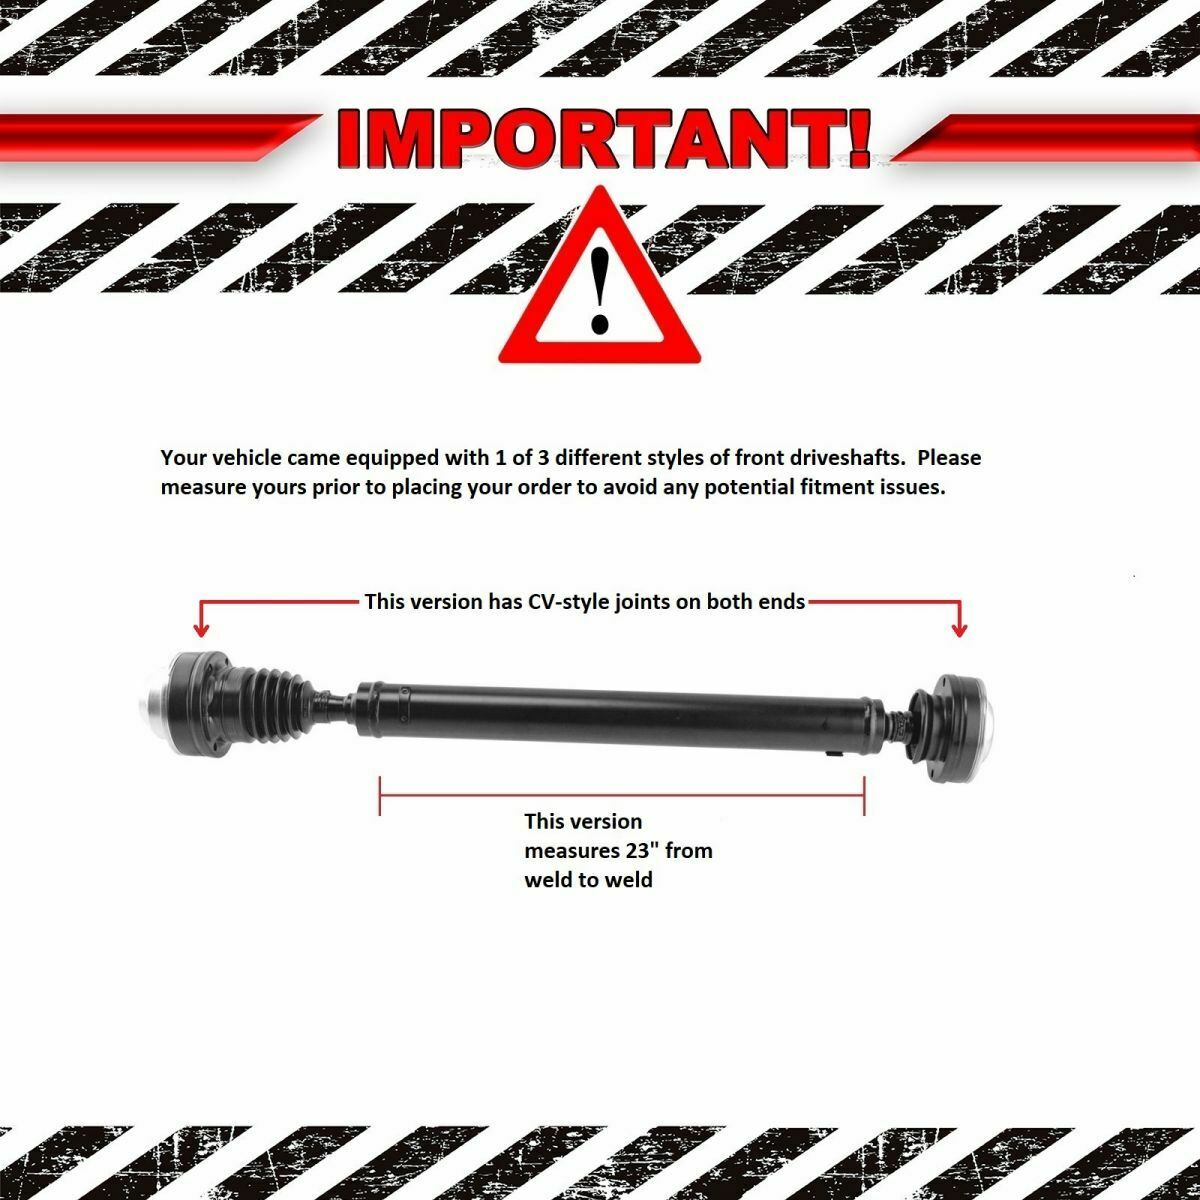 IMPORTANT!
!
Your vehicle came equipped with 1 of 3 different styles of front driveshafts.  Please
measure yours prior to placing your order to avoid any potential fitment issues.
This version has CV-style joints on both ends
This version
measures 23" from
weld to weld